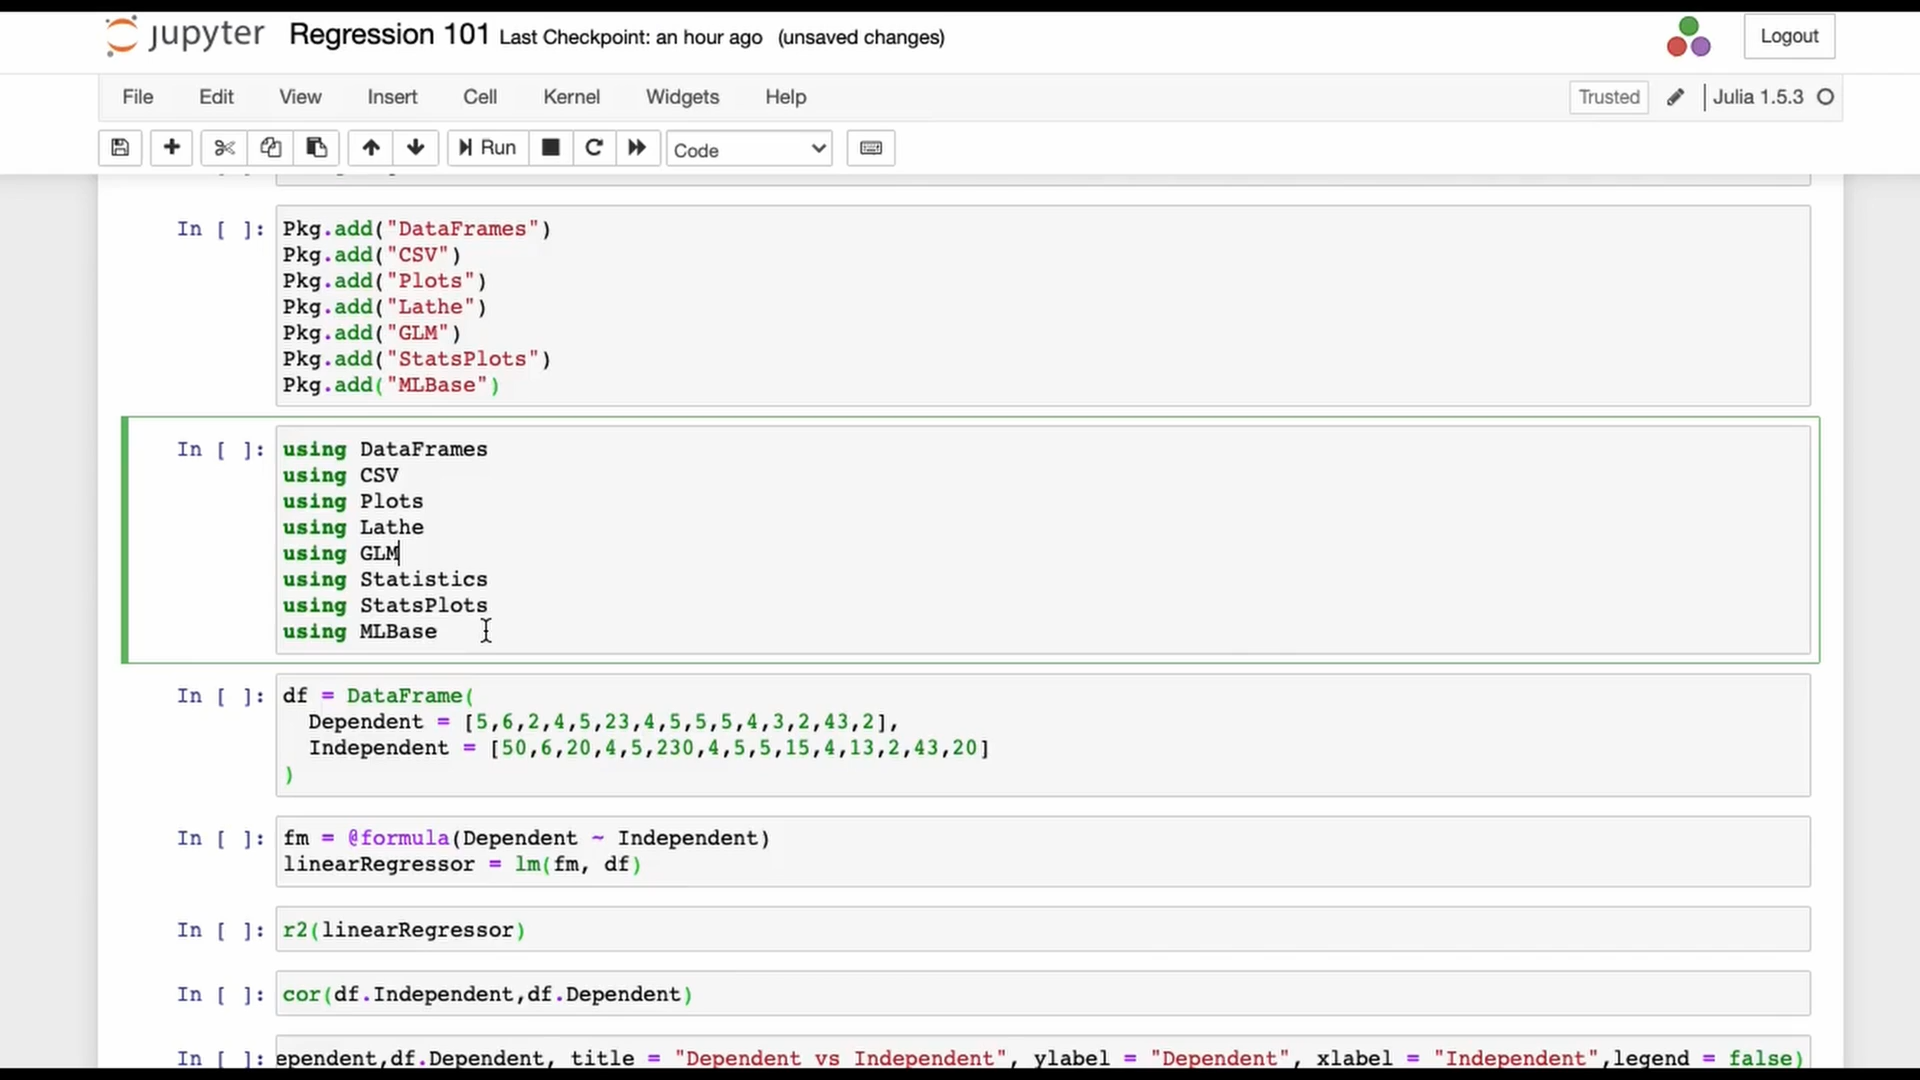 jupyter Regression 101 Last Checkpoint: an hour ago (unsaved changes) Logout
File Edit View Insert Cell Kernel Widgets Help Trusted Julia 1.5.3
Run Code
In [ ]: Pkg.add("DataFrames")
Pkg.add("CSV")
Pkg.add("Plots")
Pkg.add("Lathe")
Pkg.add("GLM")
Pkg.add("StatsPlots")
Pkg.add("MLBase")
In [ ]: using DataFrames
using CSV
using Plots
using Lathe
using GLM
using Statistics
using StatsPlots
using MLBase
In [ ]: df = DataFrame(
Dependent = [5,6,2,4,5,23,4,5,5,5,4,3,2,43,2],
Independent = [50,6,20,4,5,230,4,5,5,15,4,13,2,43,20]
)
In [ ]: fm = @formula(Dependent ~ Independent)
linearRegressor = lm(fm, df)
In [ ]: r2(linearRegressor)
In [ ]: cor(df.Independent,df.Dependent)
In [ ]: ependent,df.Dependent, title = "Dependent vs Independent", ylabel = "Dependent", xlabel = "Independent",legend = false)